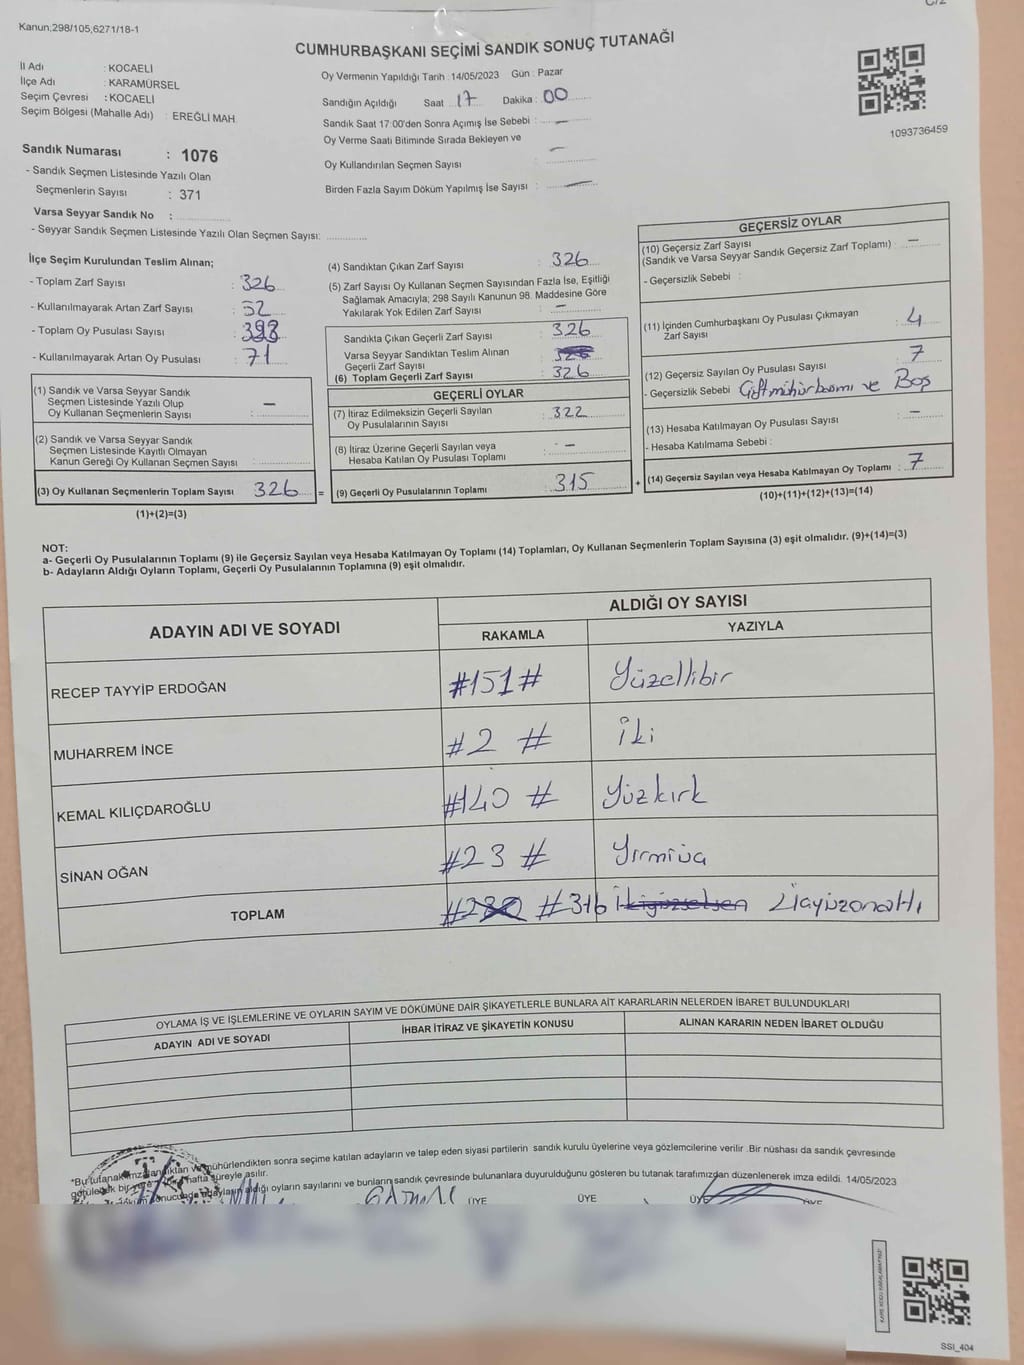 Kanun;298/105,6271/18-1
CUMHURBAŞKANI SEÇİMİ SANDIK SONUÇ TUTANAĞI
İl Adı : KOCAELİ
İlçe Adı : KARAMÜRSEL
Seçim Çevresi : KOCAELİ
Seçim Bölgesi (Mahalle Adı) : EREĞLİ MAH.
Sandık Numarası : 1076
- Sandık Seçmen Listesinde Yazılı Olan
Seçmenlerin Sayısı : 371
Varsa Seyyar Sandık No :
- Seyyar Sandık Seçmen Listesinde Yazılı Olan Seçmen Sayısı:
Oy Vermenin Yapıldığı Tarih :14/05/2023 Gün : Pazar
Sandığın Açıldığı Saat : 17 Dakika : 00
Sandık Saat 17:00'den Sonra Açımış İse Sebebi : —
Oy Verme Saati Bitiminde Sırada Bekleyen ve
Oy Kullandırılan Seçmen Sayısı —
Birden Fazla Sayım Döküm Yapılmış İse Sayısı : —
1093736459
İlçe Seçim Kurulundan Teslim Alınan;
- Toplam Zarf Sayısı : 326
- Kullanılmayarak Artan Zarf Sayısı : 52
- Toplam Oy Pusulası Sayısı : 393
- Kullanılmayarak Artan Oy Pusulası : 71
(1) Sandık ve Varsa Seyyar Sandık
Seçmen Listesinde Yazılı Olup
Oy Kullanan Seçmenlerin Sayısı : —
(2) Sandık ve Varsa Seyyar Sandık
Seçmen Listesinde Kayıtlı Olmayan
Kanun Gereği Oy Kullanan Seçmen Sayısı :
(3) Oy Kullanan Seçmenlerin Toplam Sayısı 326 =
(1)+(2)=(3)
(4) Sandıktan Çıkan Zarf Sayısı : 326
(5) Zarf Sayısı Oy Kullanan Seçmen Sayısından Fazla İse, Eşitliği
Sağlamak Amacıyla; 298 Sayılı Kanunun 98. Maddesine Göre
Yakılarak Yok Edilen Zarf Sayısı : —
Sandıkta Çıkan Geçerli Zarf Sayısı : 326
Varsa Seyyar Sandıktan Teslim Alınan
Geçerli Zarf Sayısı :
(6) Toplam Geçerli Zarf Sayısı : 326
GEÇERLİ OYLAR
(7) İtiraz Edilmeksizin Geçerli Sayılan
Oy Pusulalarının Sayısı : 322
(8) İtiraz Üzerine Geçerli Sayılan veya
Hesaba Katılan Oy Pusulası Toplamı : —
(9) Geçerli Oy Pusulalarının Toplamı : 315 +
GEÇERSİZ OYLAR
(10) Geçersiz Zarf Sayısı
(Sandık ve Varsa Seyyar Sandık Geçersiz Zarf Toplamı) : —
- Geçersizlik Sebebi :
(11) İçinden Cumhurbaşkanı Oy Pusulası Çıkmayan
Zarf Sayısı : 4
(12) Geçersiz Sayılan Oy Pusulası Sayısı : 7
- Geçersizlik Sebebi : Çift mühür basımı ve Boş
(13) Hesaba Katılmayan Oy Pusulası Sayısı : —
- Hesaba Katılmama Sebebi :
(14) Geçersiz Sayılan veya Hesaba Katılmayan Oy Toplamı : 7
(10)+(11)+(12)+(13)=(14)
NOT:
a- Geçerli Oy Pusulalarının Toplamı (9) ile Geçersiz Sayılan veya Hesaba Katılmayan Oy Toplamı (14) Toplamları, Oy Kullanan Seçmenlerin Toplam Sayısına (3) eşit olmalıdır. (9)+(14)=(3)
b- Adayların Aldığı Oyların Toplamı, Geçerli Oy Pusulalarının Toplamına (9) eşit olmalıdır.
ADAYIN ADI VE SOYADI
ALDIĞI OY SAYISI
RAKAMLA YAZIYLA
RECEP TAYYİP ERDOĞAN #151# Yüzellibir
MUHARREM İNCE #2 # İki
KEMAL KILIÇDAROĞLU #140 # Yüzkırk
SİNAN OĞAN #23 # Yirmiüç
TOPLAM #280 #316 İkiyüzseksen Üçyüzonaltı
OYLAMA İŞ VE İŞLEMLERİNE VE OYLARIN SAYIM VE DÖKÜMÜNE DAİR ŞİKAYETLERLE BUNLARA AİT KARARLARIN NELERDEN İBARET BULUNDUKLARI
ADAYIN ADI VE SOYADI İHBAR İTİRAZ VE ŞİKAYETİN KONUSU ALINAN KARARIN NEDEN İBARET OLDUĞU
mühürlendikten sonra seçime katılan adayların ve talep eden siyasi partilerin sandık kurulu üyelerine veya gözlemcilerine verilir .Bir nüshası da sandık çevresinde
hafta süreyle asılır.
aldığı oyların sayılarını ve bunların sandık çevresinde bulunanlara duyurulduğunu gösteren bu tutanak tarafımızdan düzenlenerek imza edildi. 14/05/2023
ÜYE ÜYE ÜYE
SSI_404